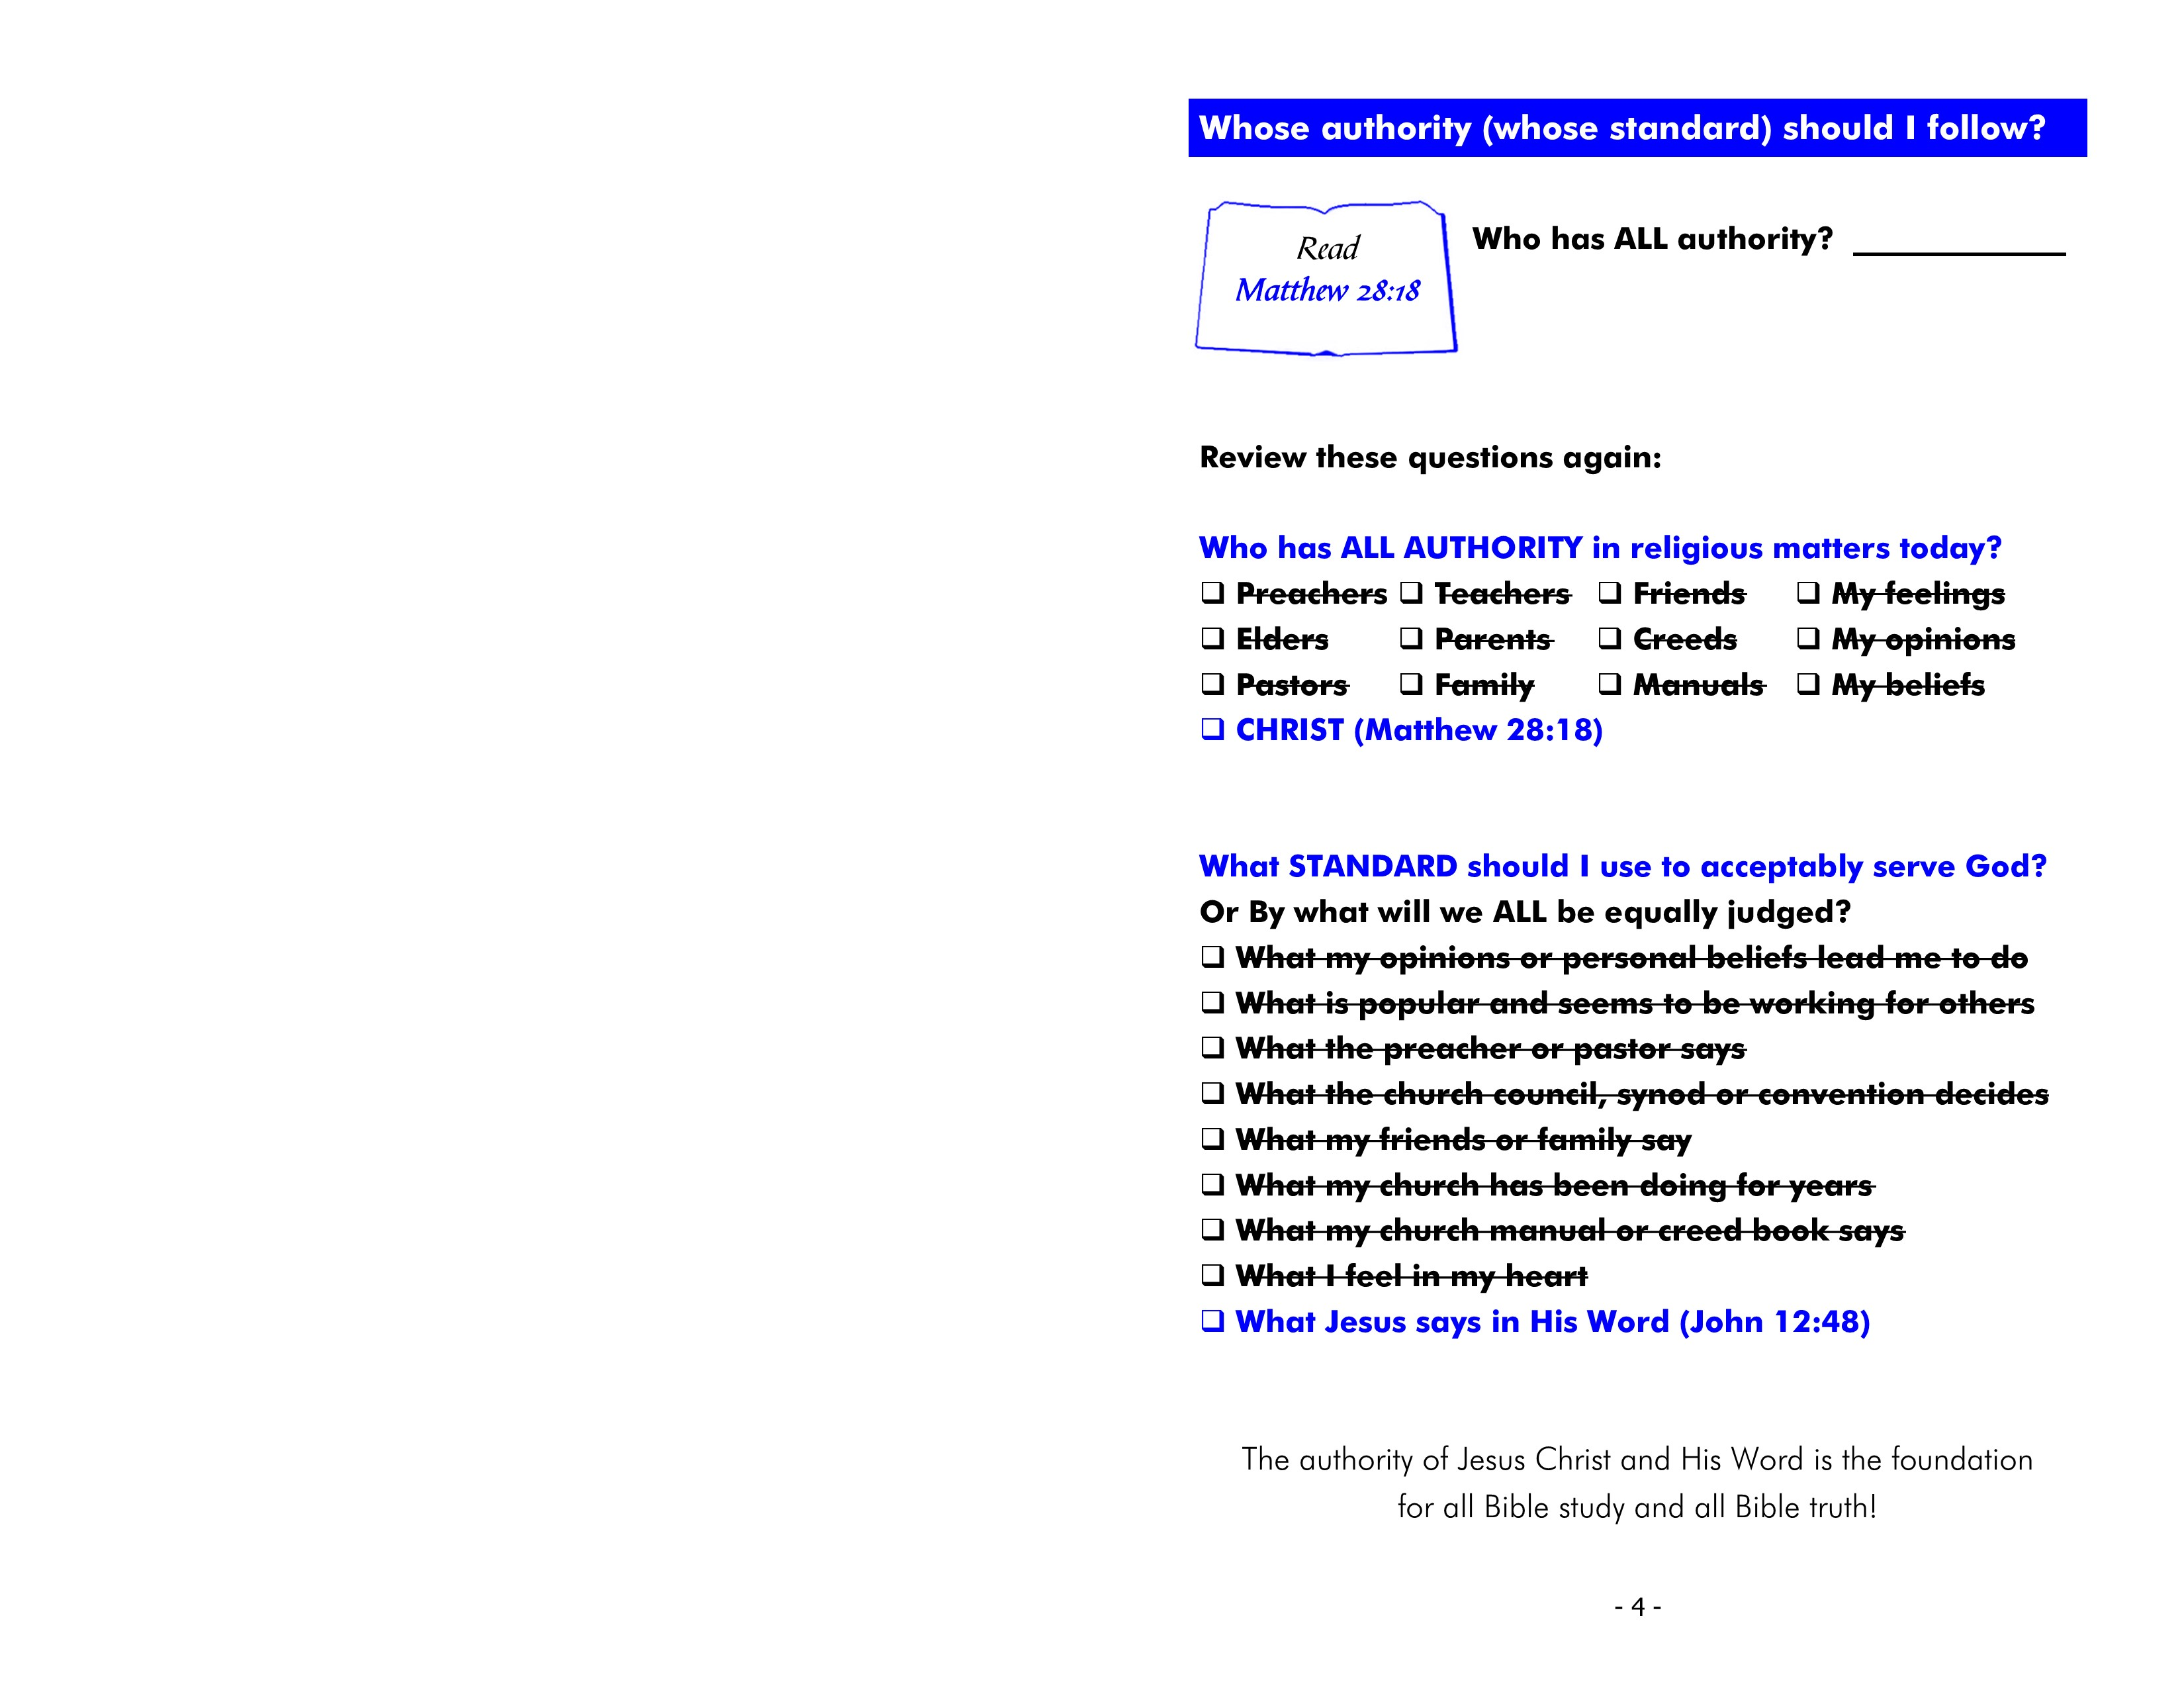 Whose authority (whose standard) should I follow?
Read
Matthew 28:18
Who has ALL authority? ________
Review these questions again:
Who has ALL AUTHORITY in religious matters today?
❑ Preachers ❑ Teachers ❑ Friends ❑ My feelings
❑ Elders ❑ Parents ❑ Creeds ❑ My opinions
❑ Pastors ❑ Family ❑ Manuals ❑ My beliefs
❑ CHRIST (Matthew 28:18)
What STANDARD should I use to acceptably serve God?
Or By what will we ALL be equally judged?
❑ What my opinions or personal beliefs lead me to do
❑ What is popular and seems to be working for others
❑ What the preacher or pastor says
❑ What the church council, synod or convention decides
❑ What my friends or family say
❑ What my church has been doing for years
❑ What my church manual or creed book says
❑ What I feel in my heart
❑ What Jesus says in His Word (John 12:48)
The authority of Jesus Christ and His Word is the foundation
for all Bible study and all Bible truth!
- 4 -